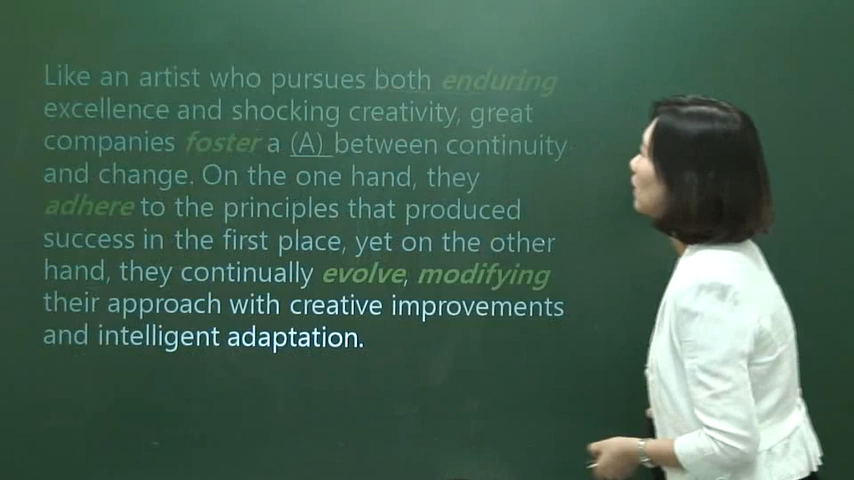 Like an artist who pursues both enduring
excellence and shocking creativity, great
companies foster a (A) between continuity
and change. On the one hand, they
adhere to the principles that produced
success in the first place, yet on the other
hand, they continually evolve, modifying
their approach with creative improvements
and intelligent adaptation.